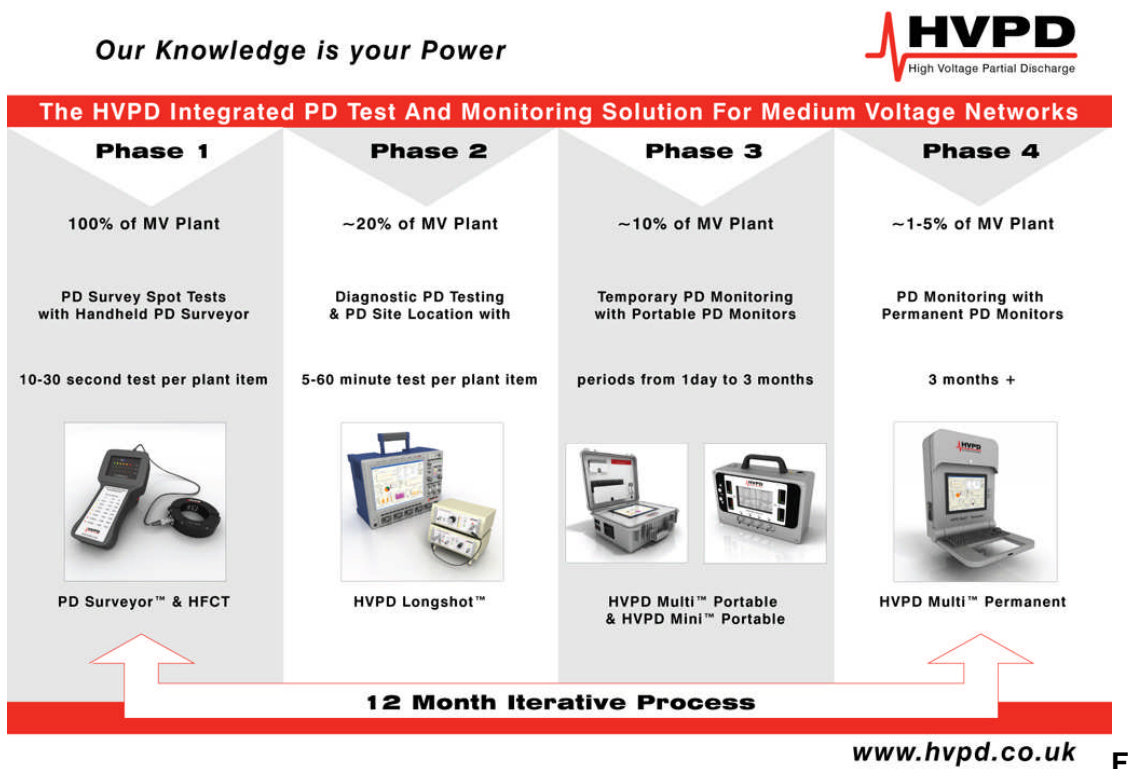 Our Knowledge is your Power
HVPD
High Voltage Partial Discharge
The HVPD Integrated PD Test And Monitoring Solution For Medium Voltage Networks
Phase 1
100% of MV Plant
PD Survey Spot Tests
with Handheld PD Surveyor
10-30 second test per plant item
PD Surveyor™ & HFCT
Phase 2
~20% of MV Plant
Diagnostic PD Testing
& PD Site Location with
5-60 minute test per plant item
HVPD Longshot™
Phase 3
~10% of MV Plant
Temporary PD Monitoring
with Portable PD Monitors
periods from 1day to 3 months
HVPD
HVPD Multi™ Portable
& HVPD Mini™ Portable
Phase 4
~1-5% of MV Plant
PD Monitoring with
Permanent PD Monitors
3 months +
HVPD
HVPD Multi™ Permanent
12 Month Iterative Process
www.hvpd.co.uk